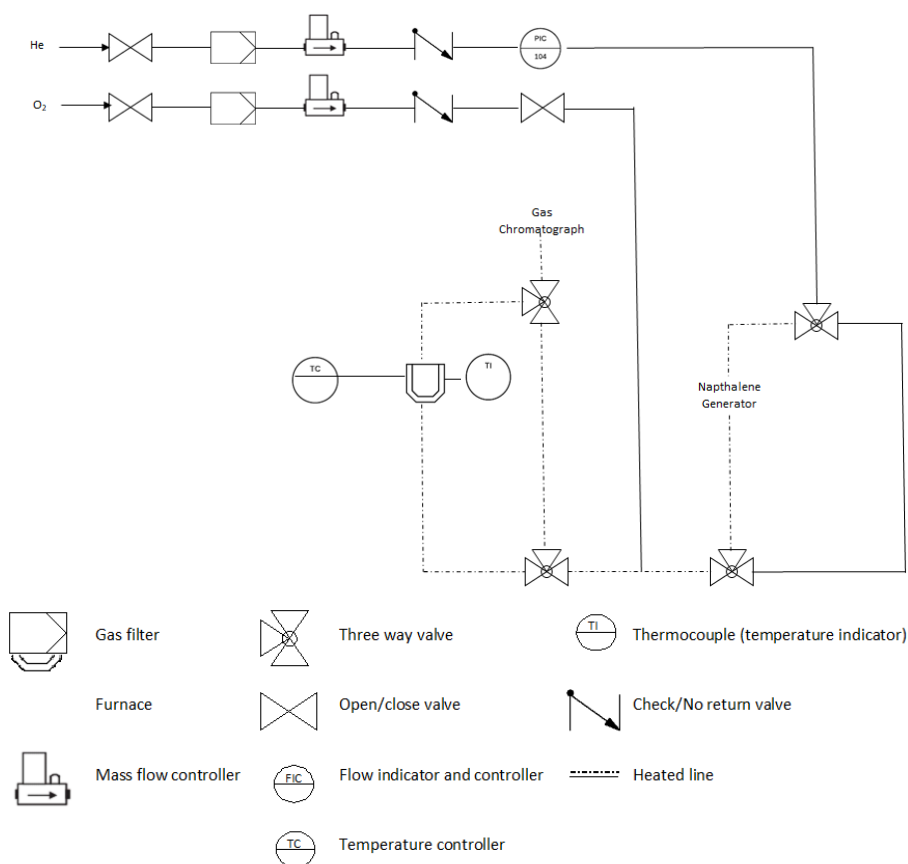 He
PIC
104
O₂
Gas
Chromatograph
TC
TI
Napthalene
Generator
Gas filter
Three way valve
TI
Thermocouple (temperature indicator)
Furnace
Open/close valve
Check/No return valve
Mass flow controller
FIC
Flow indicator and controller
Heated line
TC
Temperature controller